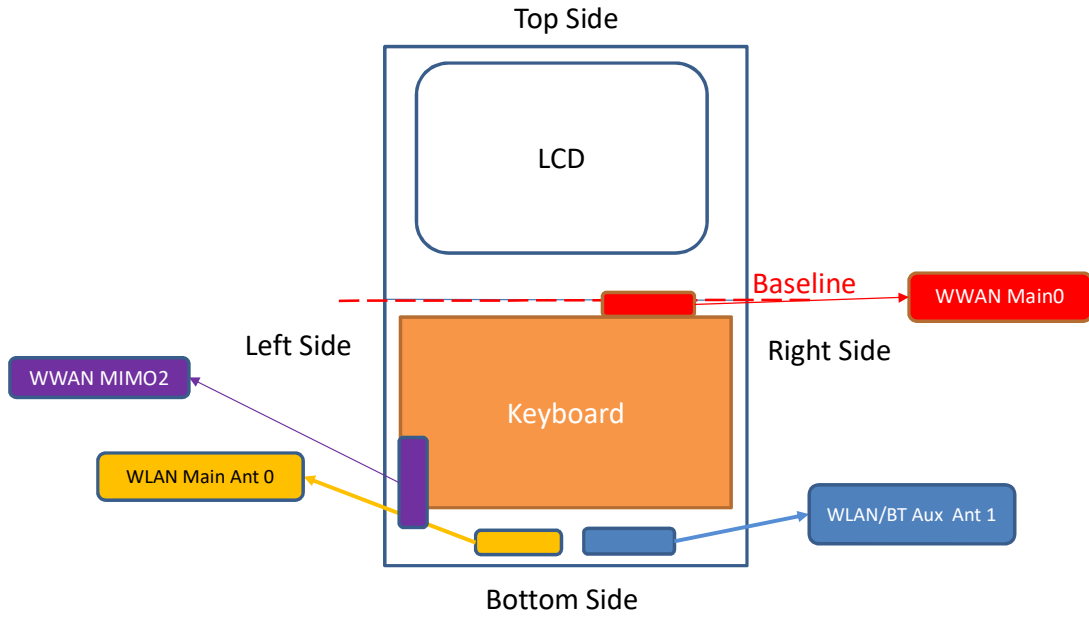 Top Side
LCD
Baseline
WWAN Main0
Left Side
Right Side
WWAN MIMO2
Keyboard
WLAN Main Ant 0
WLAN/BT Aux  Ant 1
Bottom Side